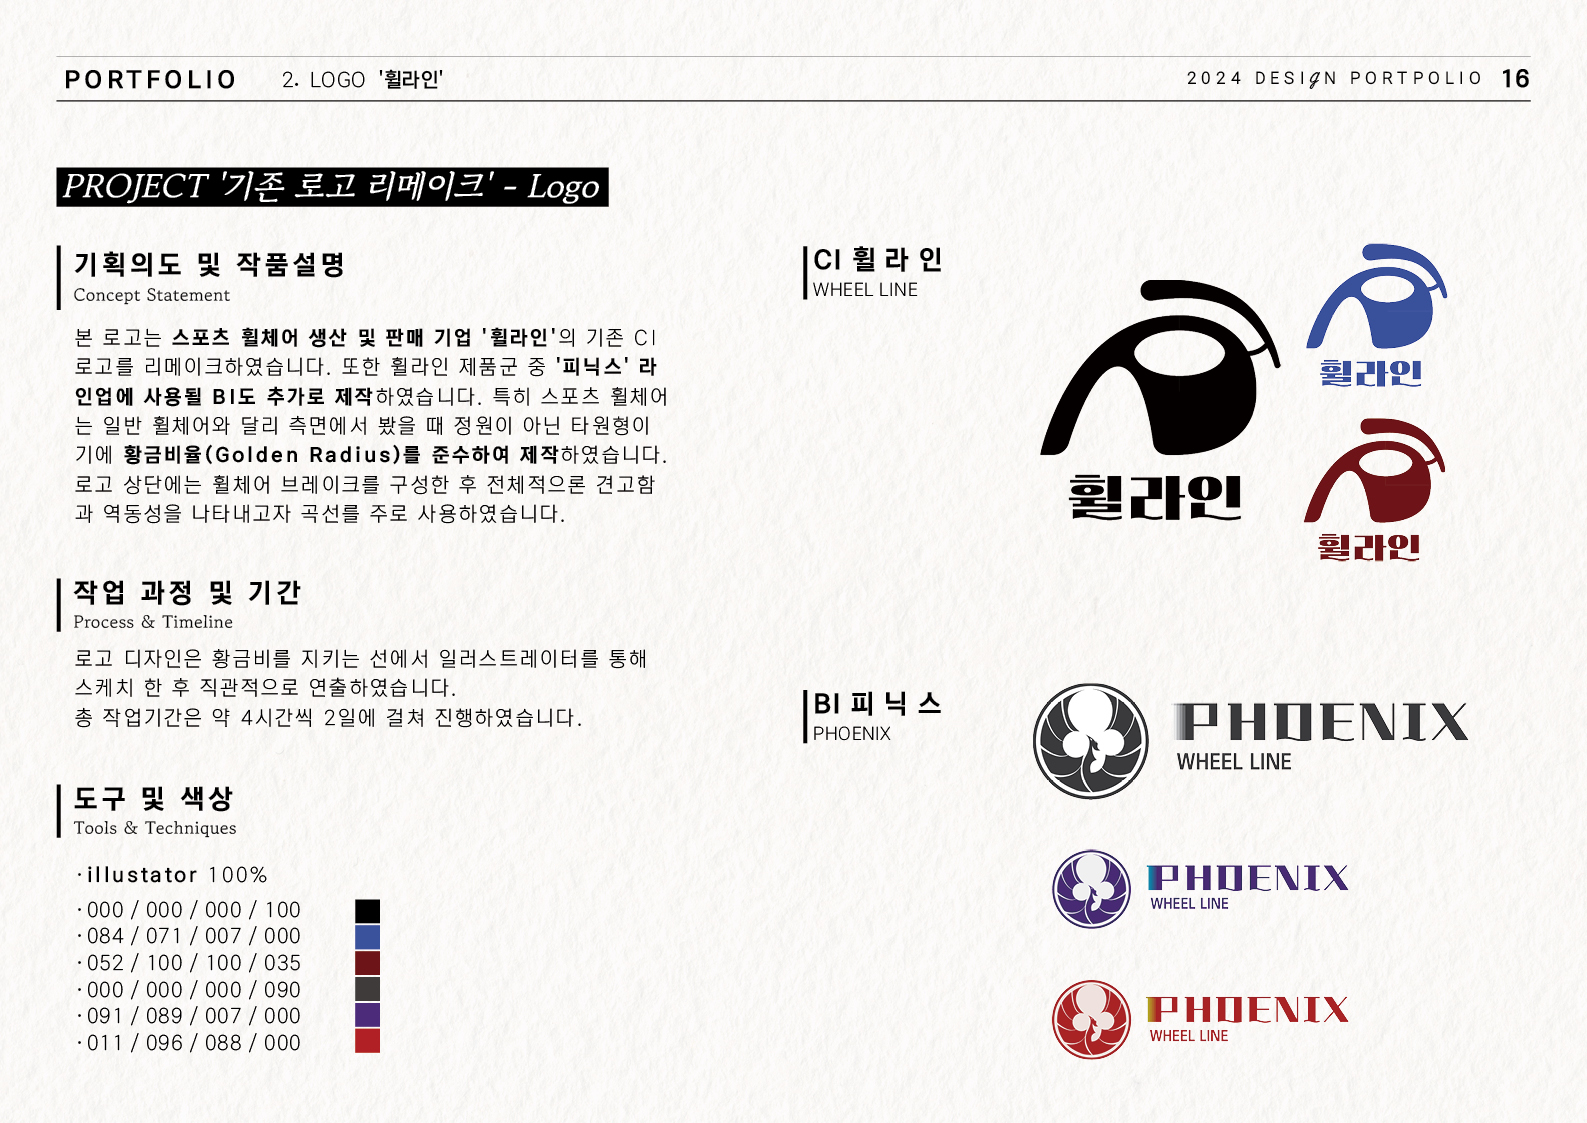 PORTFOLIO 2. LOGO '휠라인' 2024 DESIgN PORTPOLIO 16
PROJECT '기존 로고 리메이크' - Logo
기획의도 및 작품설명
Concept Statement
본 로고는 스포츠 휠체어 생산 및 판매 기업 '휠라인'의 기존 CI
로고를 리메이크하였습니다. 또한 휠라인 제품군 중 '피닉스' 라
인업에 사용될 BI도 추가로 제작하였습니다. 특히 스포츠 휠체어
는 일반 휠체어와 달리 측면에서 봤을 때 정원이 아닌 타원형이
기에 황금비율(Golden Radius)를 준수하여 제작하였습니다.
로고 상단에는 휠체어 브레이크를 구성한 후 전체적으론 견고함
과 역동성을 나타내고자 곡선를 주로 사용하였습니다.
작업 과정 및 기간
Process & Timeline
로고 디자인은 황금비를 지키는 선에서 일러스트레이터를 통해
스케치 한 후 직관적으로 연출하였습니다.
총 작업기간은 약 4시간씩 2일에 걸쳐 진행하였습니다.
도구 및 색상
Tools & Techniques
·illustator 100%
·000 / 000 / 000 / 100
·084 / 071 / 007 / 000
·052 / 100 / 100 / 035
·000 / 000 / 000 / 090
·091 / 089 / 007 / 000
·011 / 096 / 088 / 000
CI 휠라인
WHEEL LINE
휠라인
휠라인
휠라인
BI 피닉스
PHOENIX
PHOENIX
WHEEL LINE
PHOENIX
WHEEL LINE
PHOENIX
WHEEL LINE